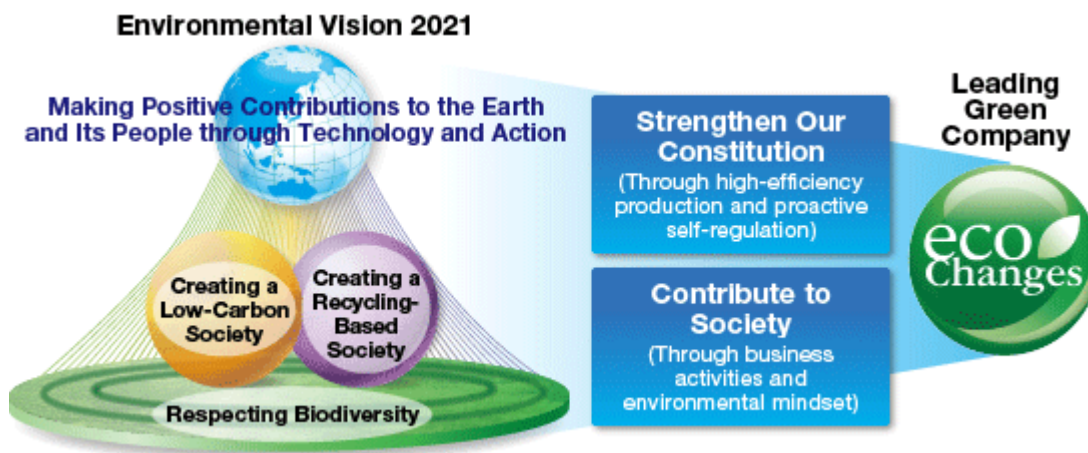 Environmental Vision 2021
Making Positive Contributions to the Earth
and Its People through Technology and Action
Creating a
Low-Carbon
Society
Creating a
Recycling-
Based
Society
Respecting Biodiversity
Strengthen Our
Constitution
(Through high-efficiency
production and proactive
self-regulation)
Contribute to
Society
(Through business
activities and
environmental mindset)
Leading
Green
Company
eco
Changes